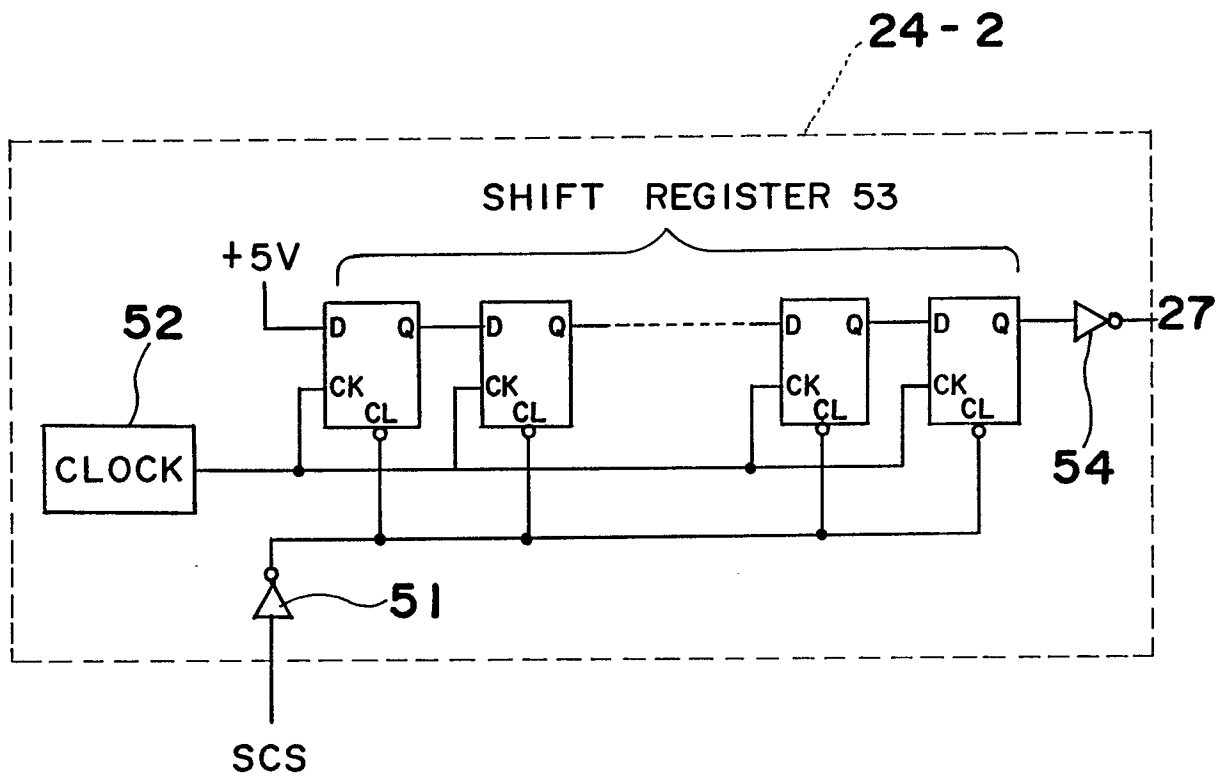 24-2
SHIFT REGISTER 53
+5V
52
D Q D Q D Q D Q 27
CK CK CK CK
CL CL CL CL
CLOCK
54
51
SCS